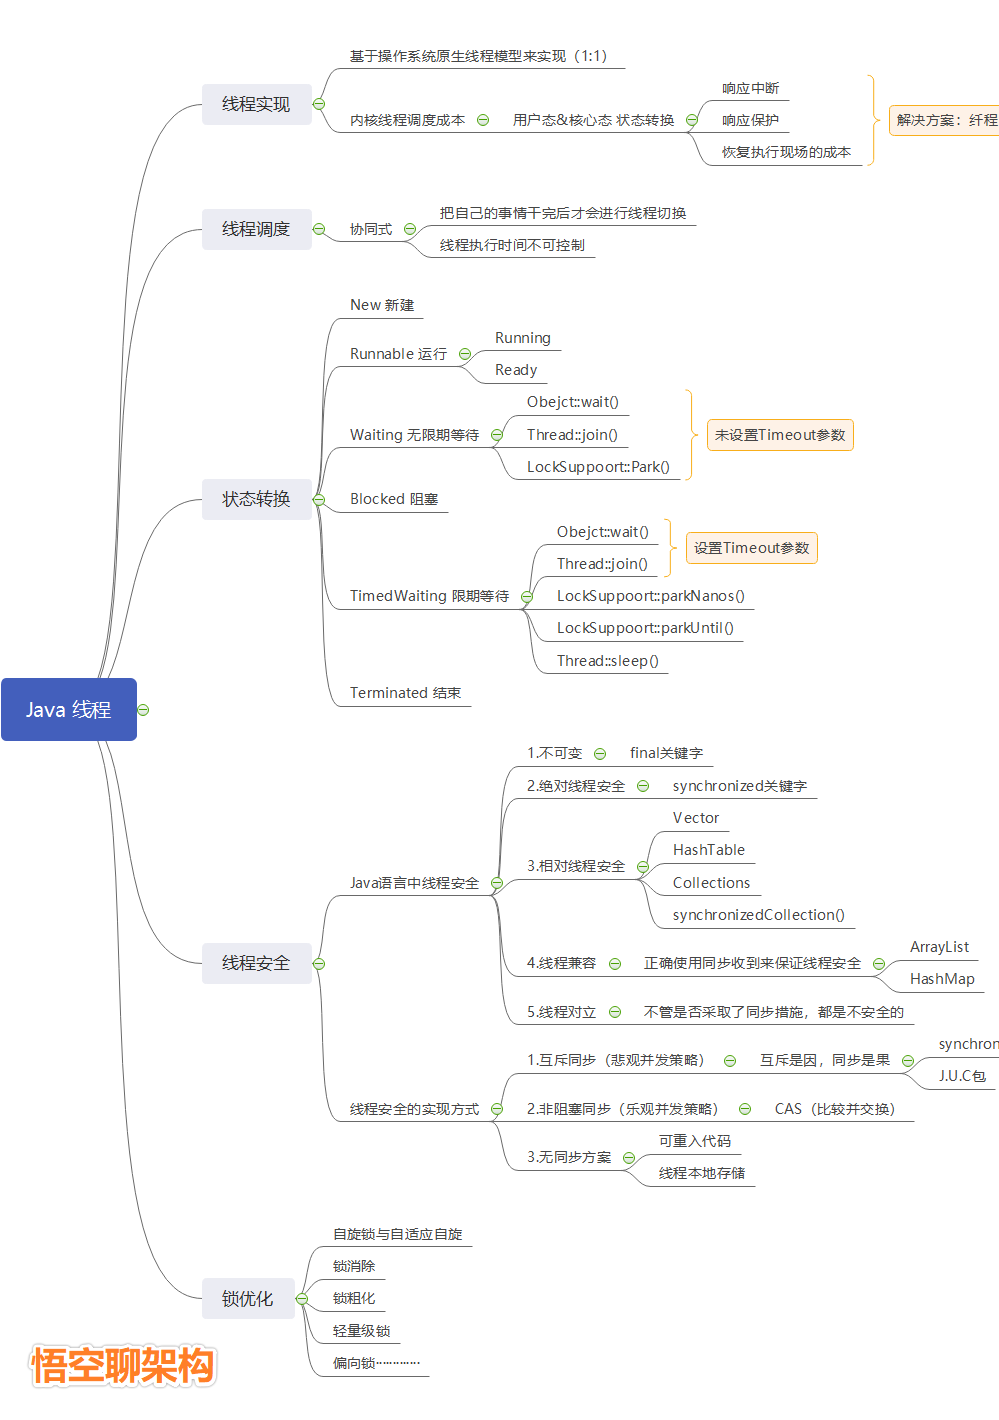 基于操作系统原生线程模型来实现（1:1）
线程实现
内核线程调度成本
用户态&核心态 状态转换
响应中断
响应保护
恢复执行现场的成本
解决方案：纤程
线程调度
协同式
把自己的事情干完后才会进行线程切换
线程执行时间不可控制
状态转换
New 新建
Runnable 运行
Running
Ready
Waiting 无限期等待
Obejct::wait()
Thread::join()
LockSuppoort::Park()
未设置Timeout参数
Blocked 阻塞
TimedWaiting 限期等待
Obejct::wait()
Thread::join()
设置Timeout参数
LockSuppoort::parkNanos()
LockSuppoort::parkUntil()
Thread::sleep()
Terminated 结束
Java 线程
线程安全
Java语言中线程安全
1.不可变
final关键字
2.绝对线程安全
synchronized关键字
3.相对线程安全
Vector
HashTable
Collections
synchronizedCollection()
4.线程兼容
正确使用同步收到来保证线程安全
ArrayList
HashMap
5.线程对立
不管是否采取了同步措施，都是不安全的
线程安全的实现方式
1.互斥同步（悲观并发策略）
互斥是因，同步是果
synchron
J.U.C包
2.非阻塞同步（乐观并发策略）
CAS（比较并交换）
3.无同步方案
可重入代码
线程本地存储
锁优化
自旋锁与自适应自旋
锁消除
锁粗化
轻量级锁
偏向锁············
悟空聊架构